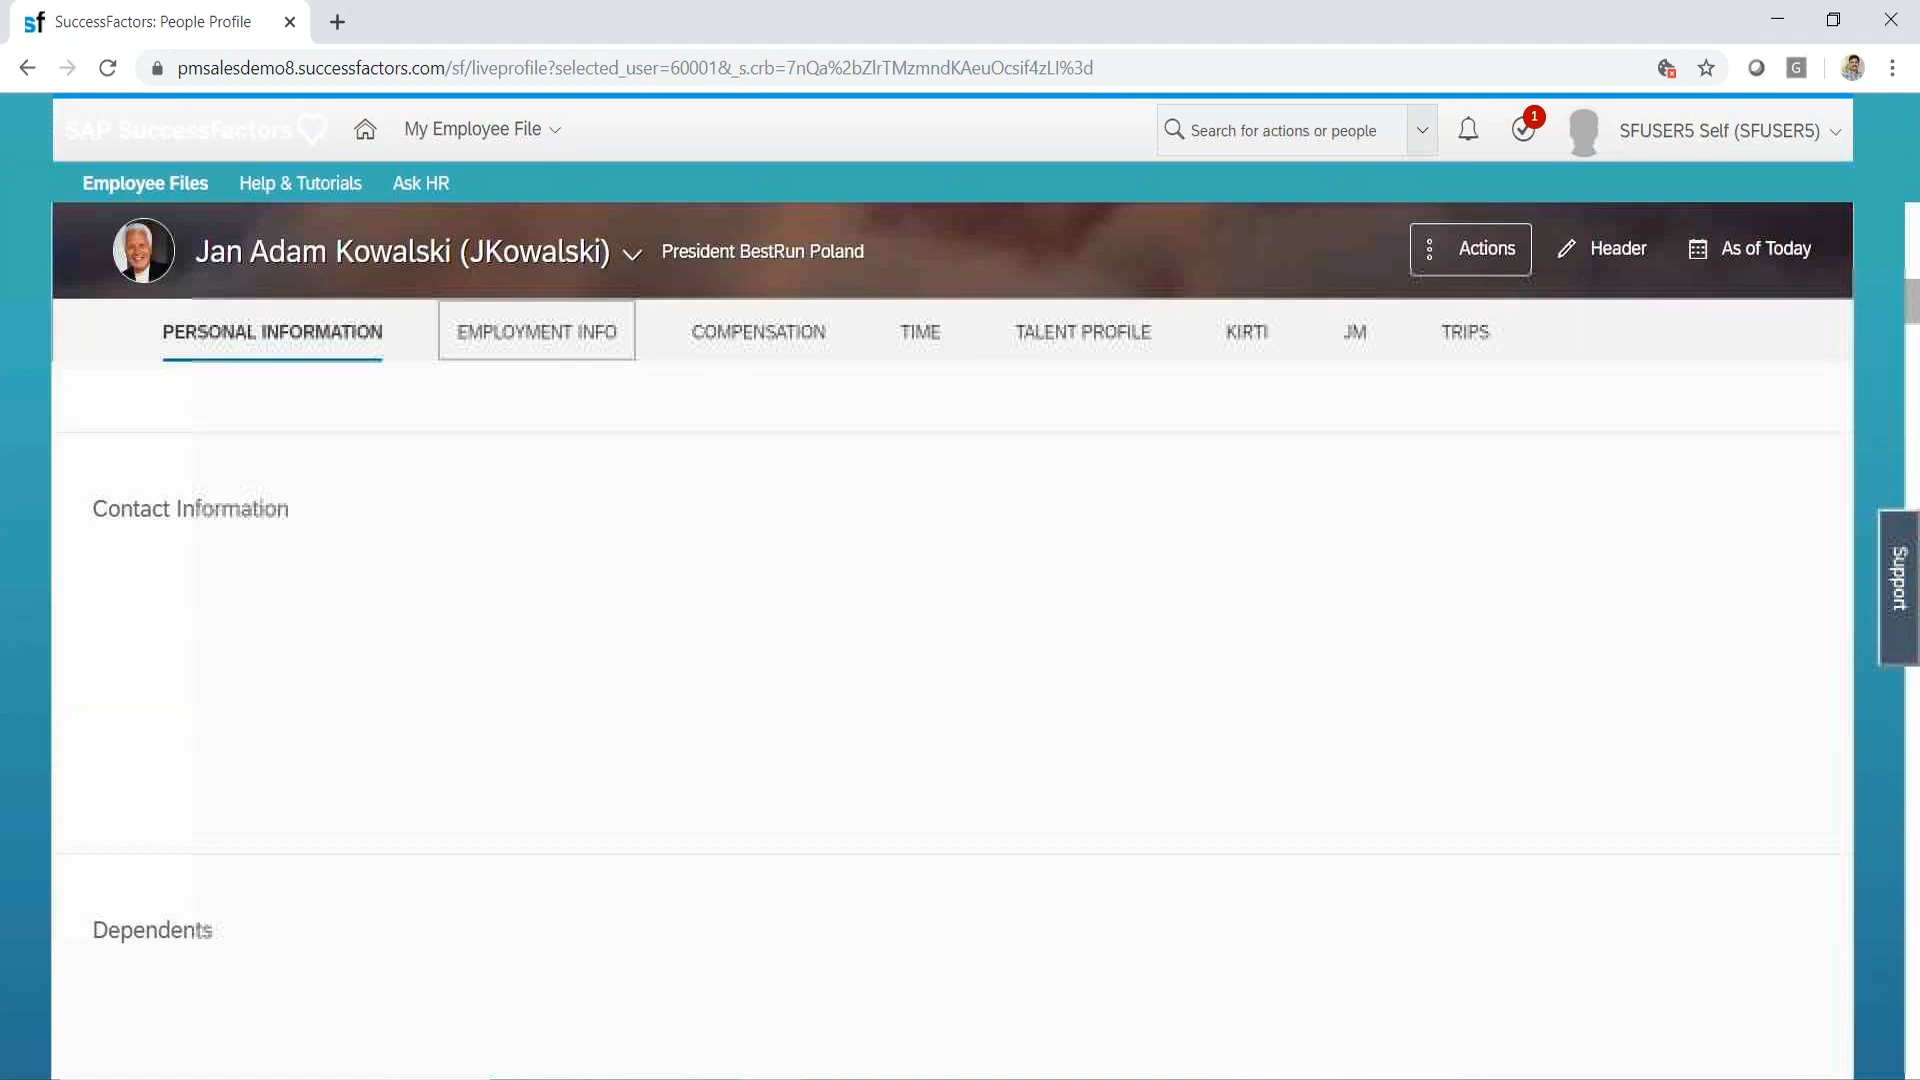 sf SuccessFactors: People Profile
pmsalesdemo8.successfactors.com/sf/liveprofile?selected_user=60001&_s.crb=7nQa%2bZlrTMzmndKAeuOcsif4zLI%3d
G
SAP SuccessFactors
My Employee File
Search for actions or people
1
SFUSER5 Self (SFUSER5)
Employee Files
Help & Tutorials
Ask HR
Jan Adam Kowalski (JKowalski)
President BestRun Poland
Actions
Header
As of Today
PERSONAL INFORMATION
EMPLOYMENT INFO
COMPENSATION
TIME
TALENT PROFILE
KIRTI
JM
TRIPS
Contact Information
Support
Dependents